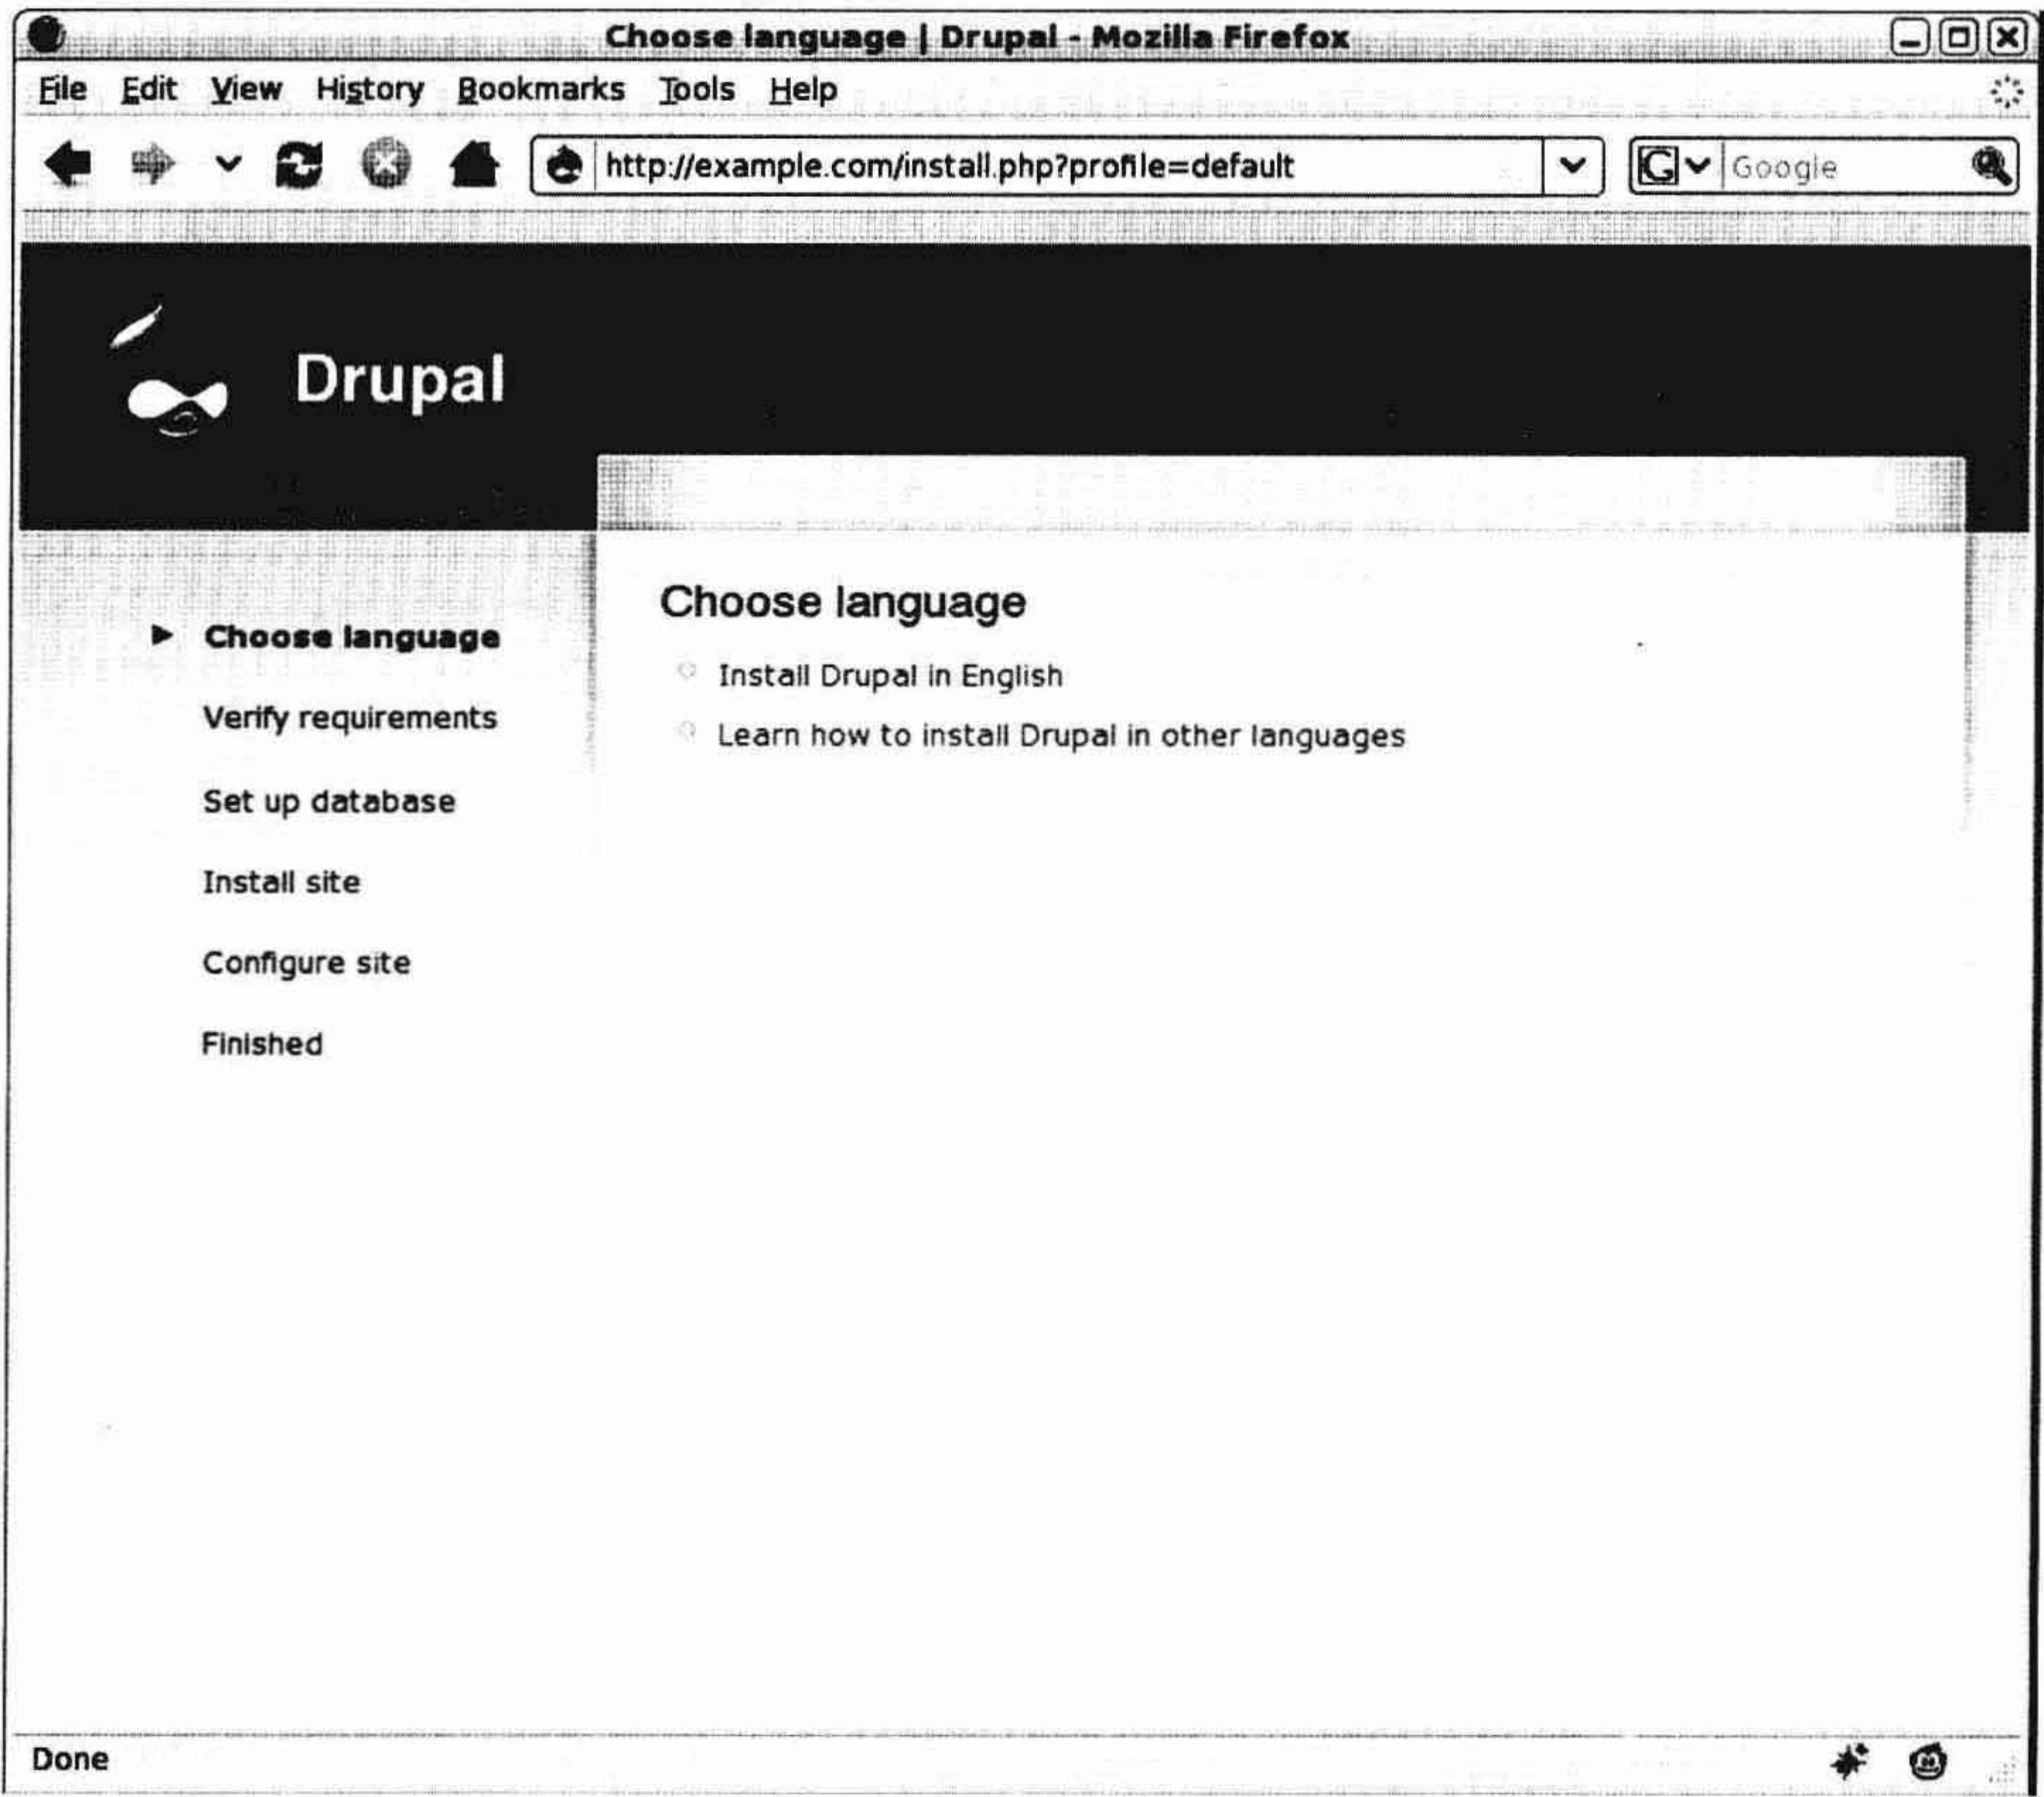 Choose language | Drupal - Mozilla Firefox
File Edit View History Bookmarks Tools Help
http://example.com/install.php?profile=default
G Google
Drupal
Choose language
Verify requirements
Set up database
Install site
Configure site
Finished
Choose language
Install Drupal in English
Learn how to install Drupal in other languages
Done